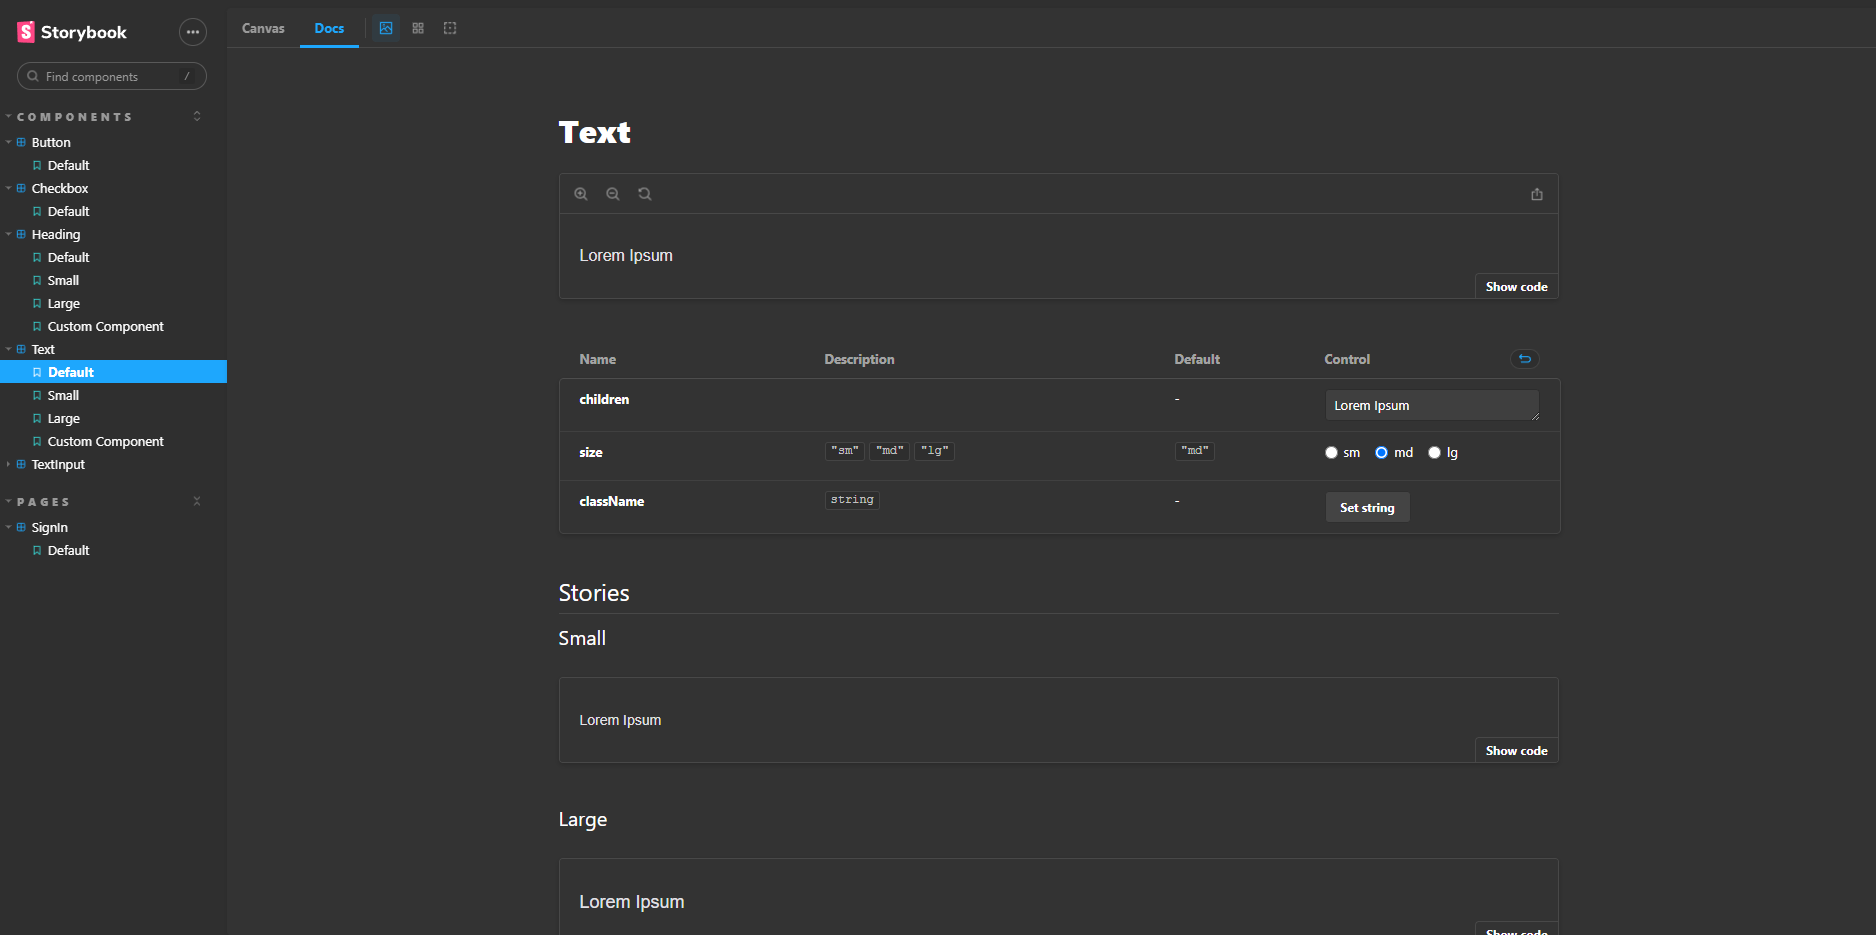 Storybook
Find components /
COMPONENTS
Button
Default
Checkbox
Default
Heading
Default
Small
Large
Custom Component
Text
Default
Small
Large
Custom Component
TextInput
PAGES
SignIn
Default
Canvas Docs
Text
Lorem Ipsum
Show code
Name Description Default Control
children - Lorem Ipsum
size "sm" "md" "lg" "md" sm md lg
className string - Set string
Stories
Small
Lorem Ipsum
Show code
Large
Lorem Ipsum
Show code